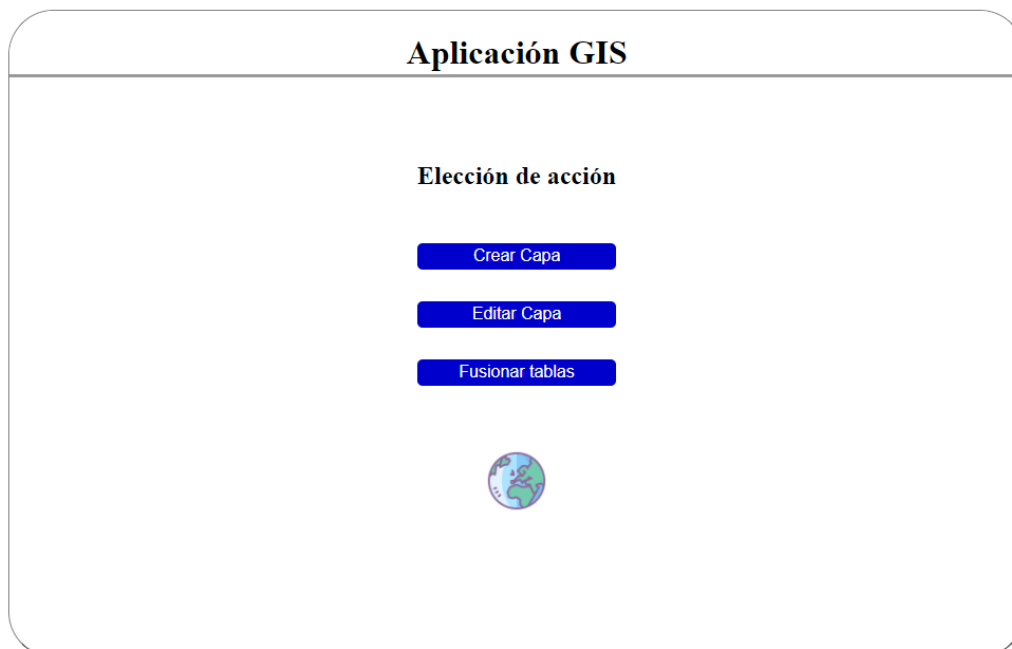 Aplicación GIS
Elección de acción
Crear Capa
Editar Capa
Fusionar tablas